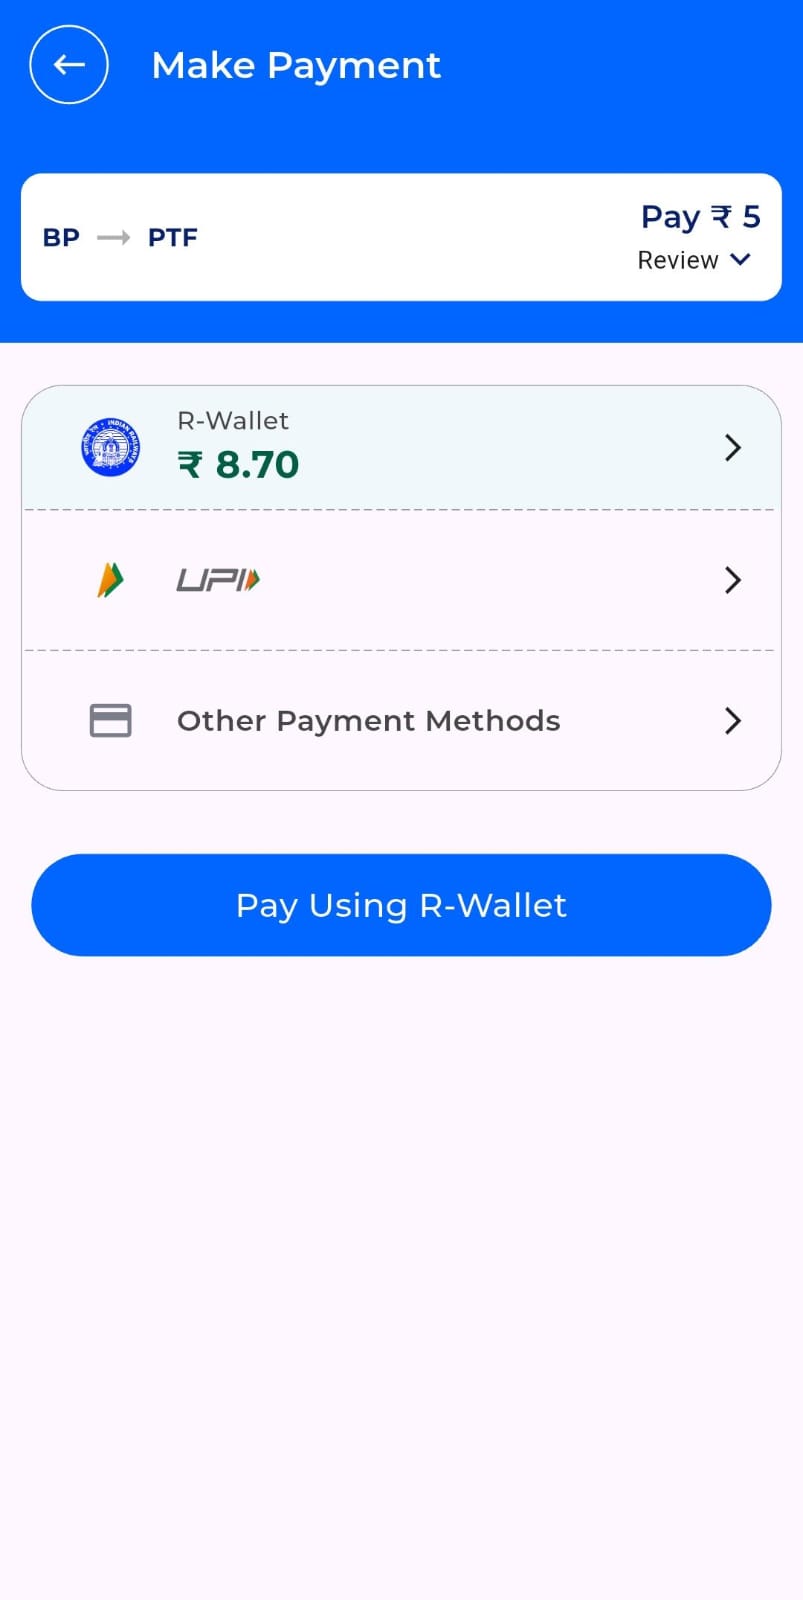 Make Payment
BP → PTF
Pay ₹ 5
Review
R-Wallet
₹ 8.70
UPI
Other Payment Methods
Pay Using R-Wallet